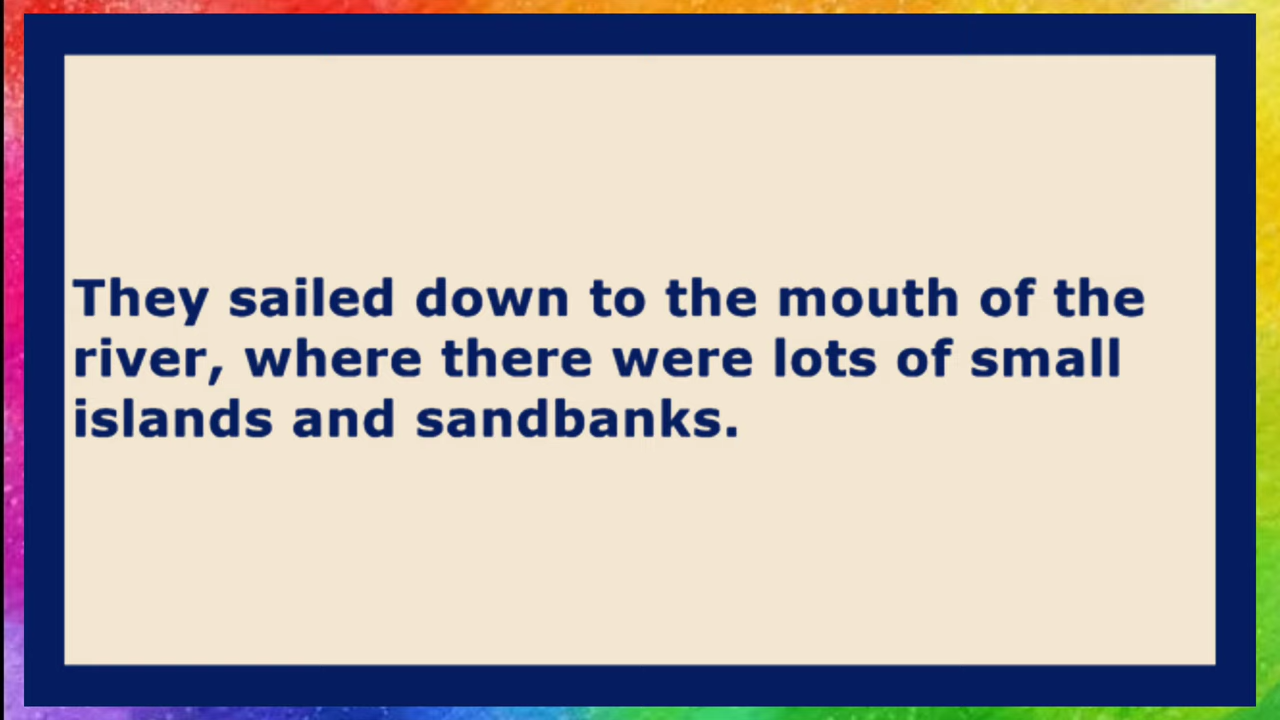 They sailed down to the mouth of the
river, where there were lots of small
islands and sandbanks.